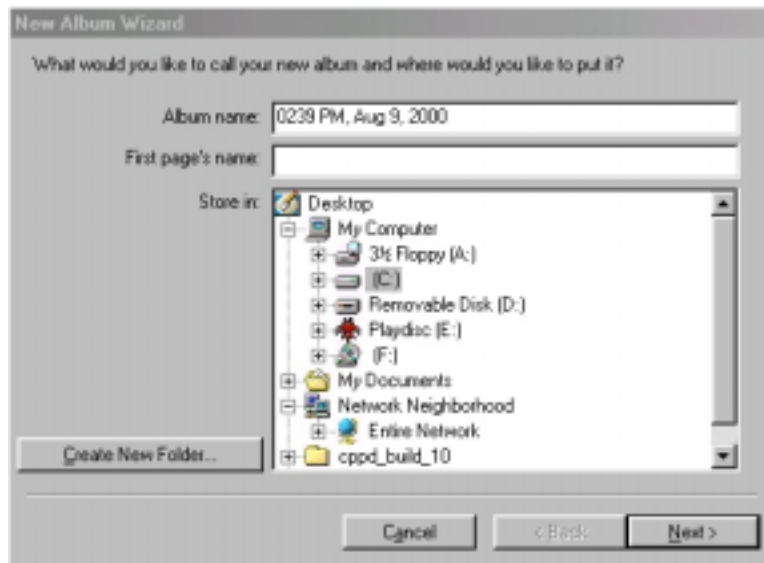 New Album Wizard
What would you like to call your new album and where would you like to put it?
Album name: 0239 PM, Aug 9, 2000
First page's name:
Store in: Desktop
My Computer
3½ Floppy (A:)
(C:)
Removable Disk (D:)
Playdisc (E:)
(F:)
My Documents
Network Neighborhood
Entire Network
cppd_build_10
Create New Folder...
Cancel
< Back
Next >